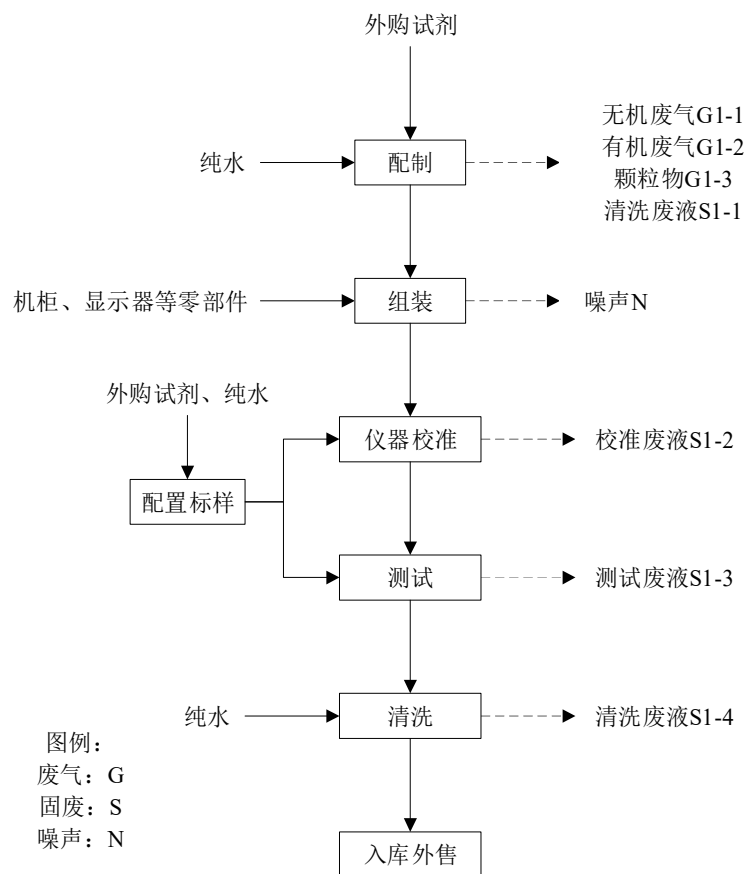 外购试剂
无机废气G1-1
有机废气G1-2
颗粒物G1-3
清洗废液S1-1
纯水
配制
机柜、显示器等零部件
组装
噪声N
外购试剂、纯水
仪器校准
校准废液S1-2
配置标样
测试
测试废液S1-3
纯水
清洗
清洗废液S1-4
图例：
废气：G
固废：S
噪声：N
入库外售